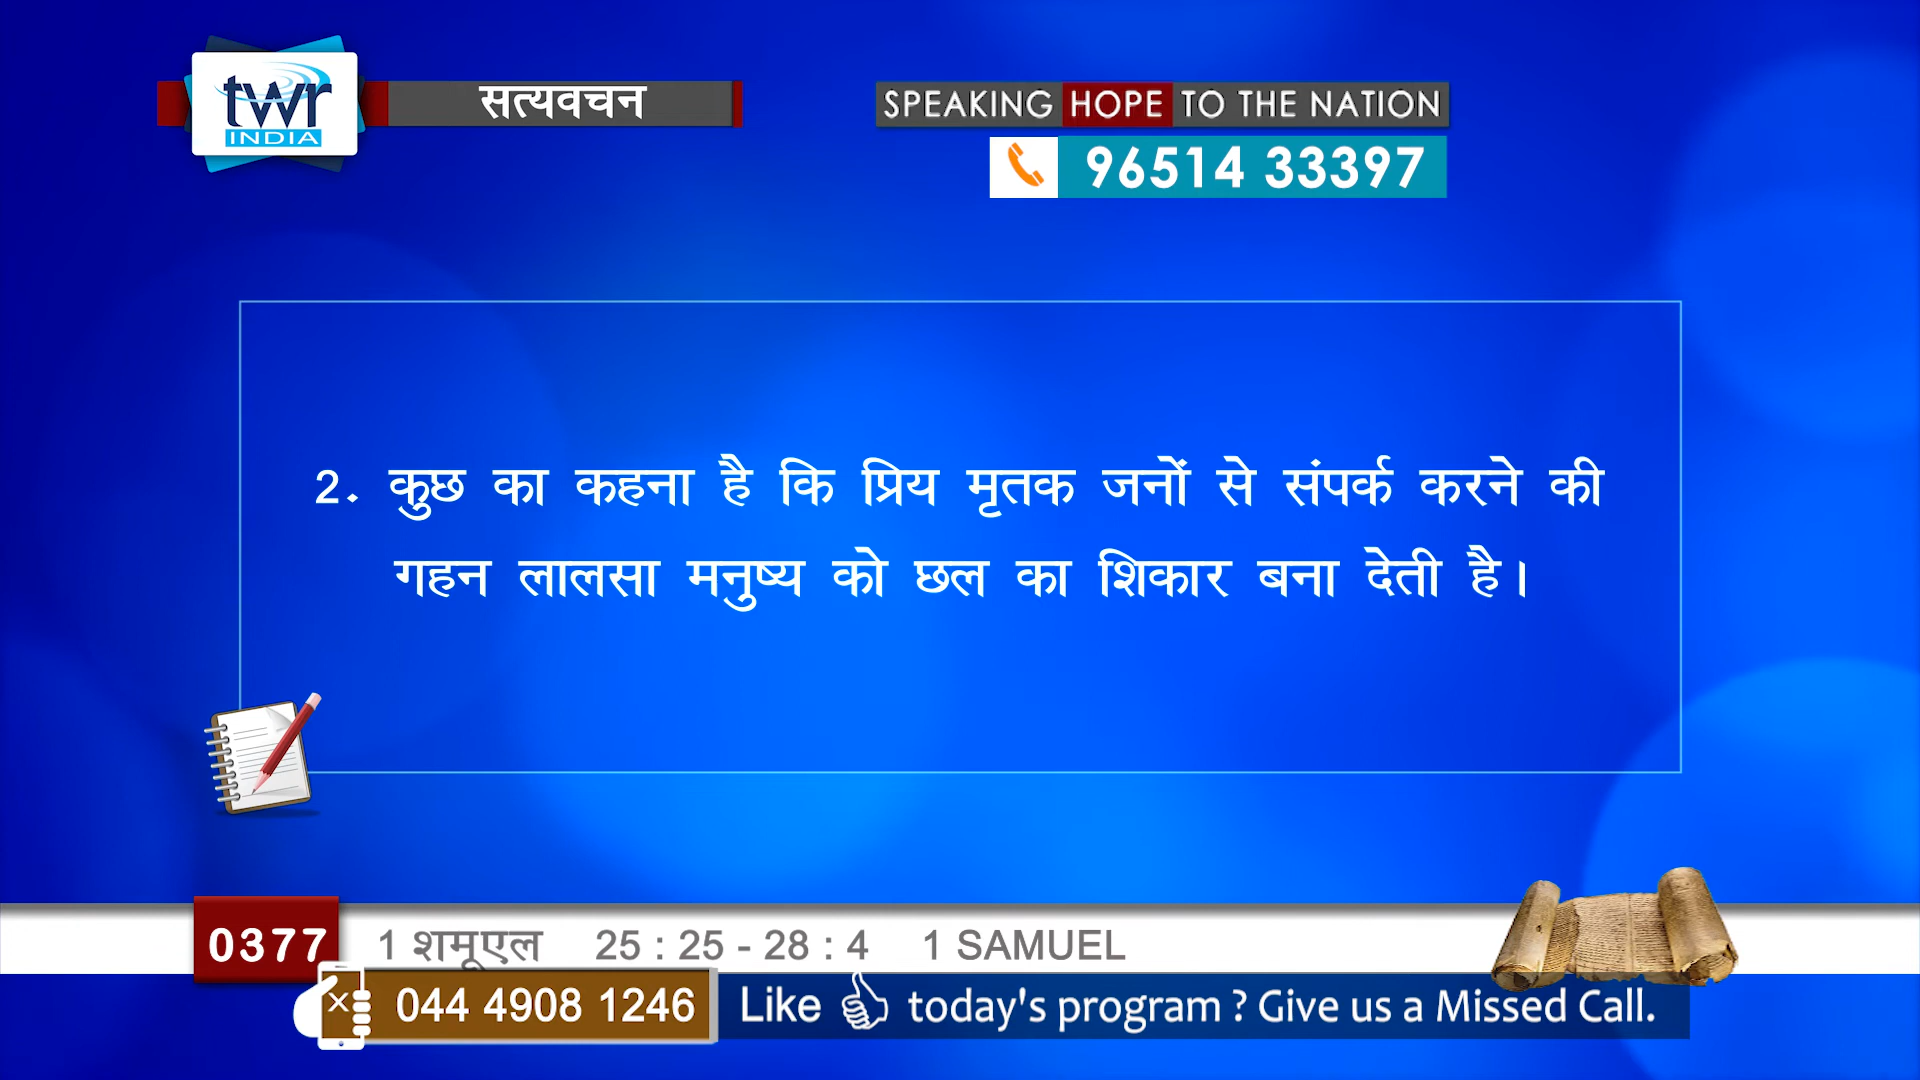 twr
INDIA
सत्यवचन
SPEAKING HOPE TO THE NATION
96514 33397
2. कुछ का कहना है कि प्रिय मृतक जनों से संपर्क करने की
गहन लालसा मनुष्य को छल का शिकार बना देती है।
0377 1 शमूएल 25 : 25 - 28 : 4 1 SAMUEL
044 4908 1246 Like today's program ? Give us a Missed Call.